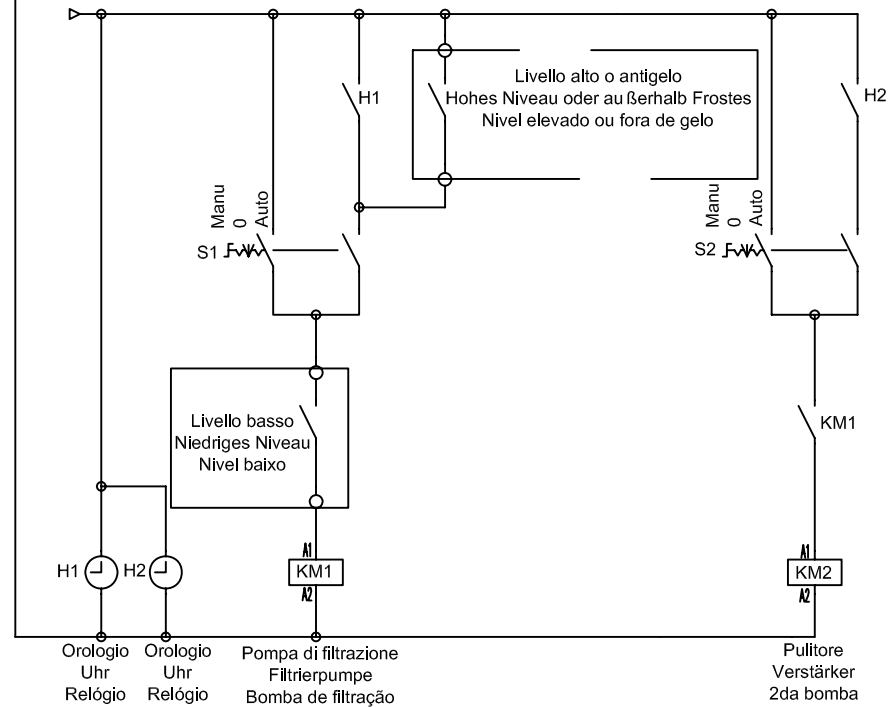 Livello alto o antigelo
Hohes Niveau oder außerhalb Frostes
Nivel elevado ou fora de gelo
H1
H2
Manu
0
Auto
S1
Manu
0
Auto
S2
Livello basso
Niedriges Niveau
Nivel baixo
KM1
H1
H2
A1
KM1
A2
A1
KM2
A2
Orologio
Uhr
Relógio
Orologio
Uhr
Relógio
Pompa di filtrazione
Filtrierpumpe
Bomba de filtração
Pulitore
Verstärker
2da bomba